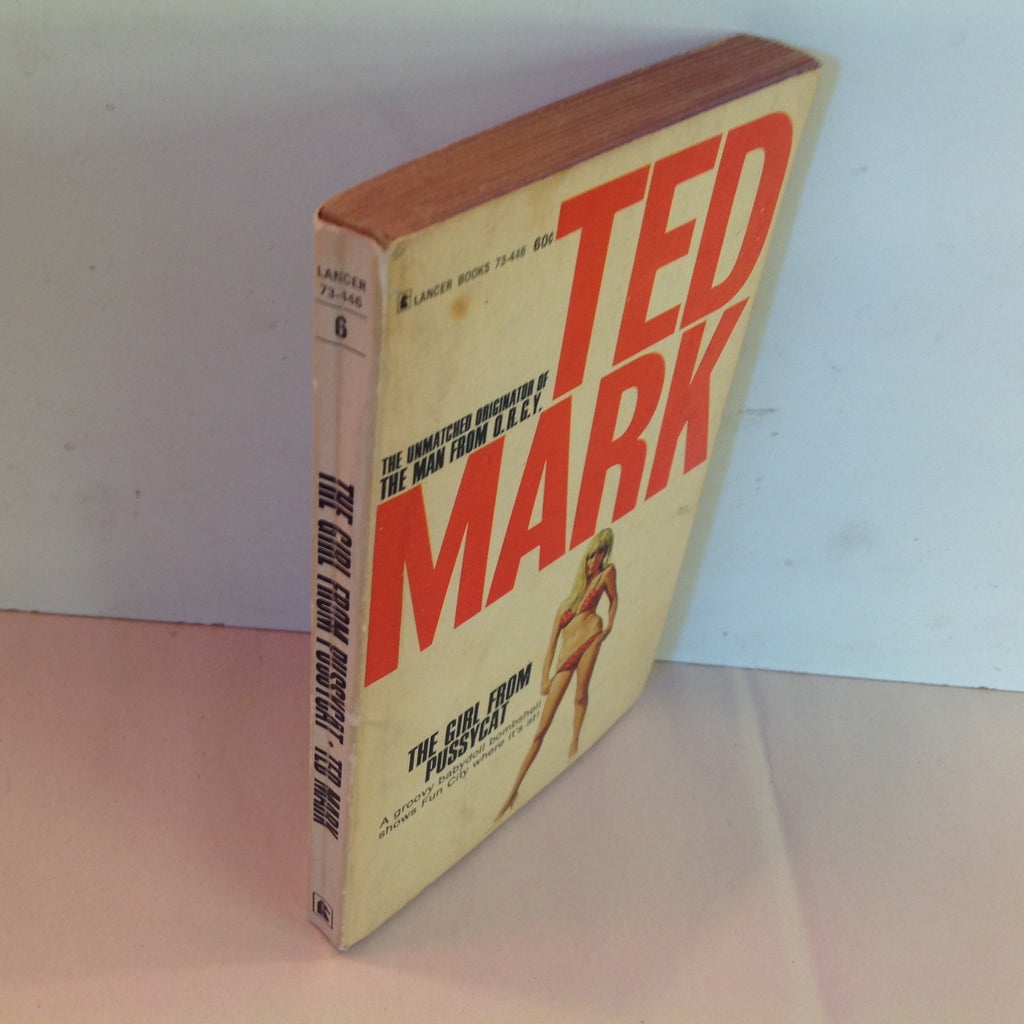 LANCER
73-446
6
THE GIRL FROM PUSSYCAT · TED MARK
LANCER BOOKS 73-446 60¢
TED
THE UNMATCHED ORIGINATOR OF
THE MAN FROM O.R.G.Y.
MARK
THE GIRL FROM
PUSSYCAT
A groovy babydoll bombshell
shows Fun City where it's at!